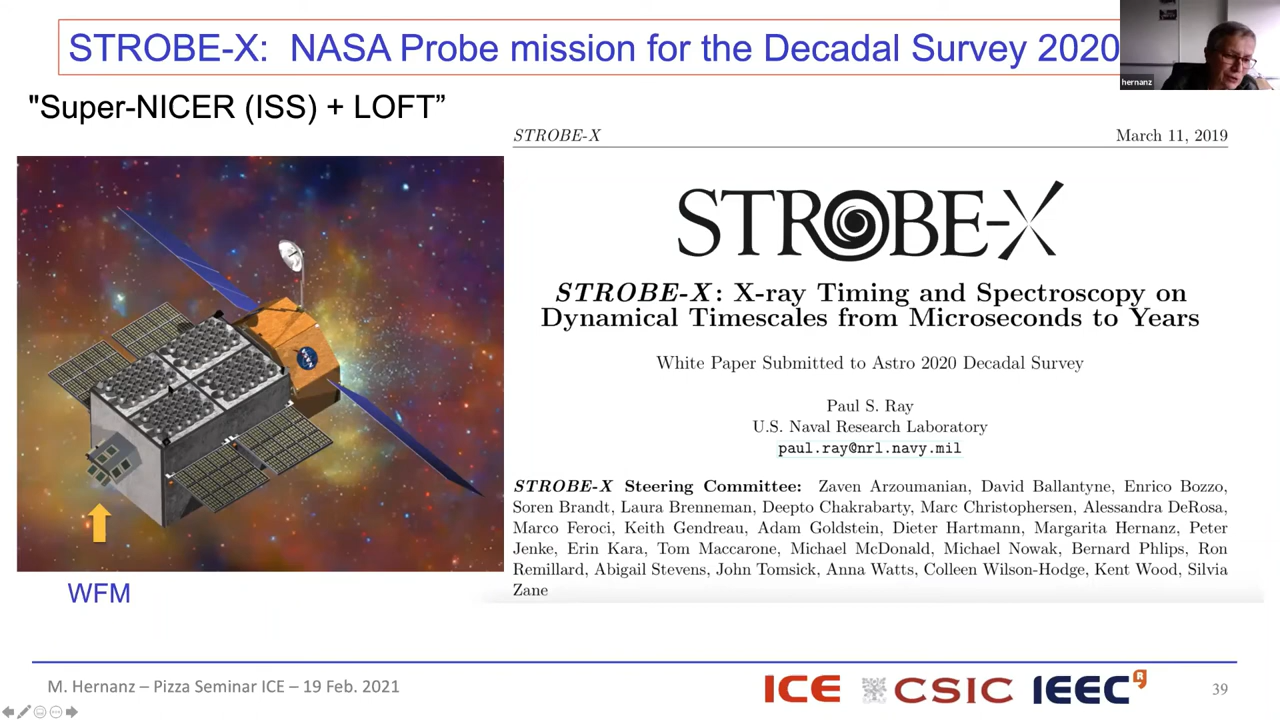 STROBE-X: NASA Probe mission for the Decadal Survey 2020
hernanz
"Super-NICER (ISS) + LOFT”
STROBE-X
March 11, 2019
STROBE-X
STROBE-X: X-ray Timing and Spectroscopy on
Dynamical Timescales from Microseconds to Years
White Paper Submitted to Astro 2020 Decadal Survey
Paul S. Ray
U.S. Naval Research Laboratory
paul.ray@nrl.navy.mil
STROBE-X Steering Committee: Zaven Arzoumanian, David Ballantyne, Enrico Bozzo,
Soren Brandt, Laura Brenneman, Deepto Chakrabarty, Marc Christophersen, Alessandra DeRosa,
Marco Feroci, Keith Gendreau, Adam Goldstein, Dieter Hartmann, Margarita Hernanz, Peter
Jenke, Erin Kara, Tom Maccarone, Michael McDonald, Michael Nowak, Bernard Phlips, Ron
Remillard, Abigail Stevens, John Tomsick, Anna Watts, Colleen Wilson-Hodge, Kent Wood, Silvia
Zane
NASA
WFM
M. Hernanz – Pizza Seminar ICE – 19 Feb. 2021
ICE
CSIC
IEEC
R
39